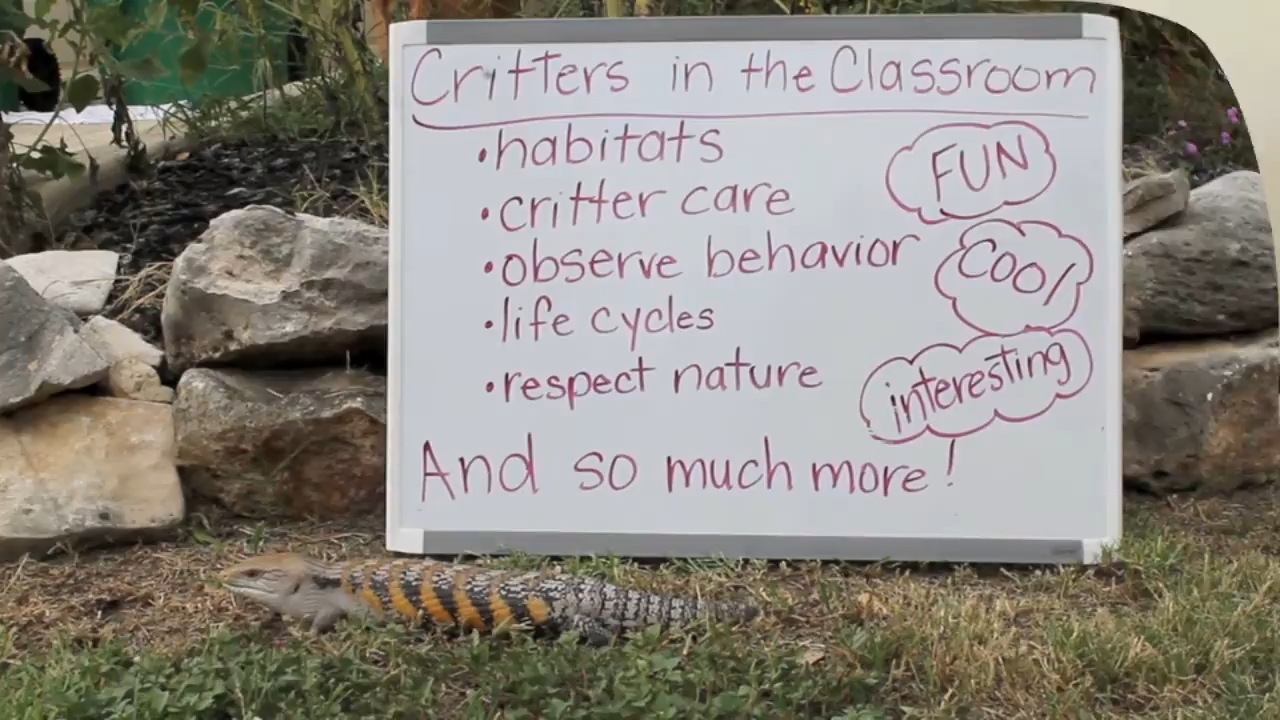 Critters in the Classroom
•habitats
•critter care
•observe behavior
•life cycles
•respect nature
FUN
Cool
interesting
And so much more!